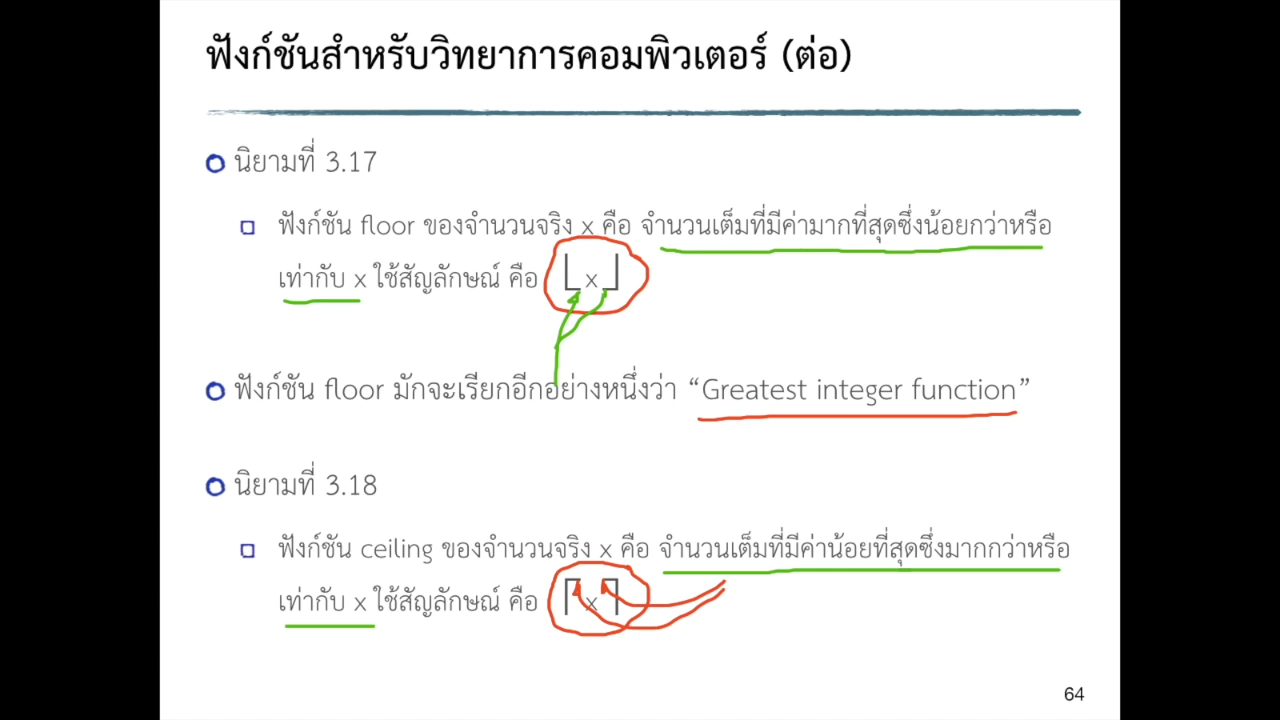 ฟังก์ชันสำหรับวิทยาการคอมพิวเตอร์ (ต่อ)
นิยามที่ 3.17
ฟังก์ชัน floor ของจำนวนจริง x คือ จำนวนเต็มที่มีค่ามากที่สุดซึ่งน้อยกว่าหรือ
เท่ากับ x ใช้สัญลักษณ์ คือ ⌊x⌋
ฟังก์ชัน floor มักจะเรียกอีกอย่างหนึ่งว่า “Greatest integer function”
นิยามที่ 3.18
ฟังก์ชัน ceiling ของจำนวนจริง x คือ จำนวนเต็มที่มีค่าน้อยที่สุดซึ่งมากกว่าหรือ
เท่ากับ x ใช้สัญลักษณ์ คือ ⌈x⌉
64